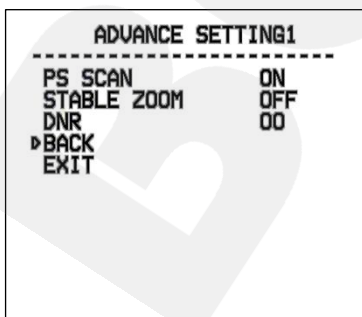 ADVANCE SETTING1
-------------------------
PS SCAN ON
STABLE ZOOM OFF
DNR 00
BACK
EXIT